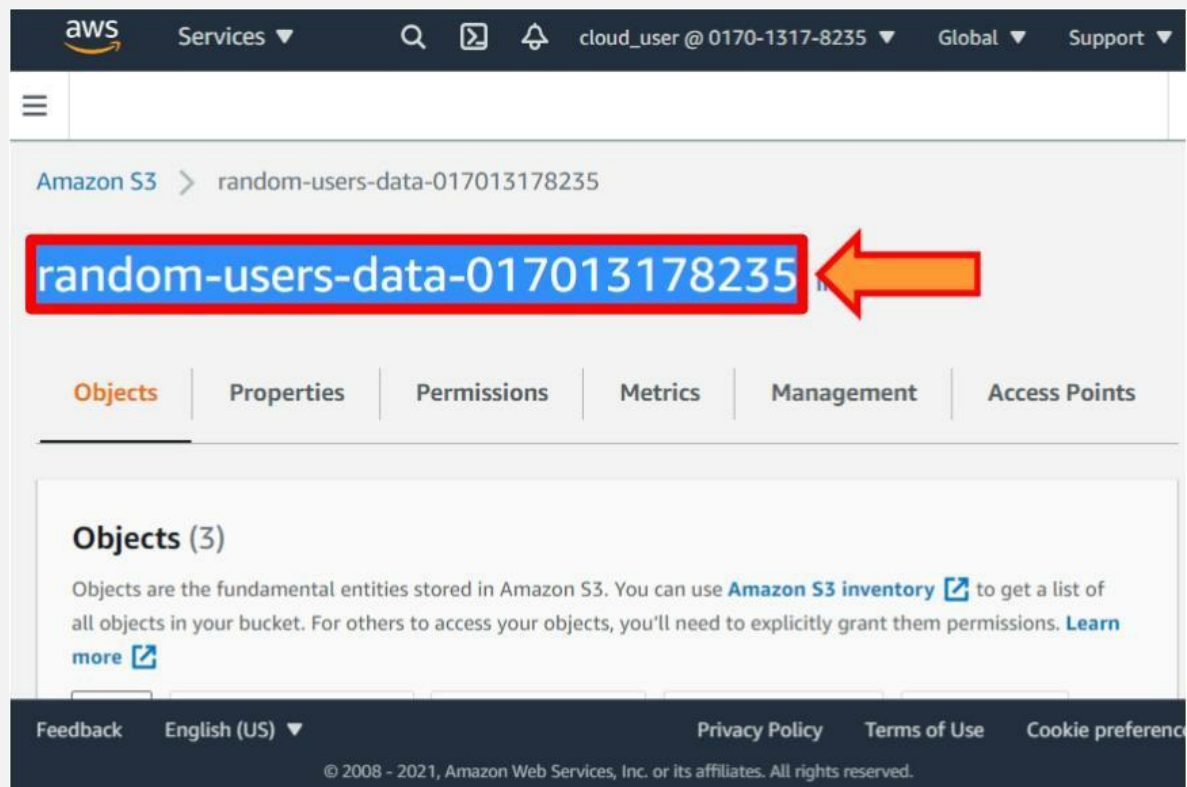 aws Services ▼ cloud_user @ 0170-1317-8235 ▼ Global ▼ Support ▼
Amazon S3 > random-users-data-017013178235
random-users-data-017013178235
Objects Properties Permissions Metrics Management Access Points
Objects (3)
Objects are the fundamental entities stored in Amazon S3. You can use Amazon S3 inventory to get a list of
all objects in your bucket. For others to access your objects, you'll need to explicitly grant them permissions. Learn
more
Feedback English (US) ▼ Privacy Policy Terms of Use Cookie preferenc
© 2008 - 2021, Amazon Web Services, Inc. or its affiliates. All rights reserved.